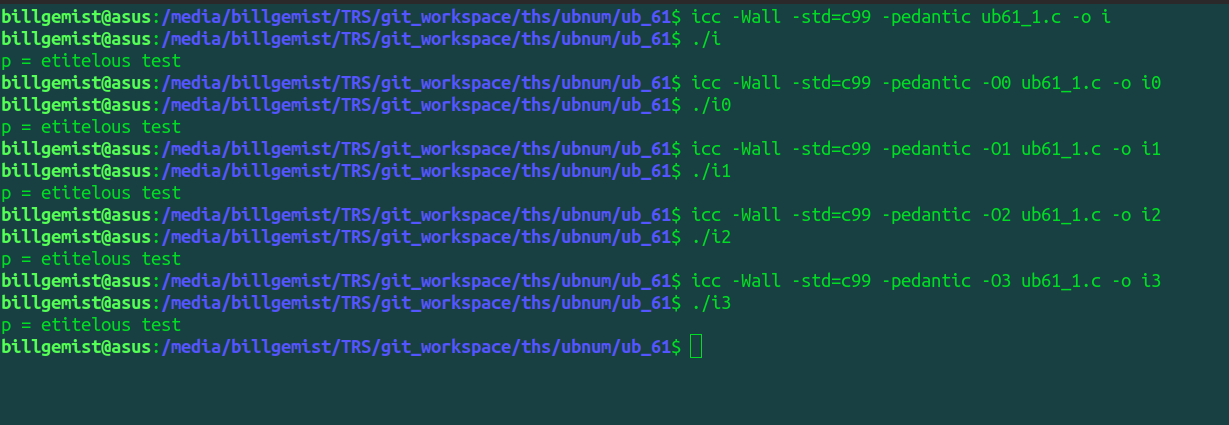 billgemist@asus:/media/billgemist/TRS/git_workspace/ths/ubnum/ub_61$ icc -Wall -std=c99 -pedantic ub61_1.c -o i
billgemist@asus:/media/billgemist/TRS/git_workspace/ths/ubnum/ub_61$ ./i
p = etitelous test
billgemist@asus:/media/billgemist/TRS/git_workspace/ths/ubnum/ub_61$ icc -Wall -std=c99 -pedantic -O0 ub61_1.c -o i0
billgemist@asus:/media/billgemist/TRS/git_workspace/ths/ubnum/ub_61$ ./i0
p = etitelous test
billgemist@asus:/media/billgemist/TRS/git_workspace/ths/ubnum/ub_61$ icc -Wall -std=c99 -pedantic -O1 ub61_1.c -o i1
billgemist@asus:/media/billgemist/TRS/git_workspace/ths/ubnum/ub_61$ ./i1
p = etitelous test
billgemist@asus:/media/billgemist/TRS/git_workspace/ths/ubnum/ub_61$ icc -Wall -std=c99 -pedantic -O2 ub61_1.c -o i2
billgemist@asus:/media/billgemist/TRS/git_workspace/ths/ubnum/ub_61$ ./i2
p = etitelous test
billgemist@asus:/media/billgemist/TRS/git_workspace/ths/ubnum/ub_61$ icc -Wall -std=c99 -pedantic -O3 ub61_1.c -o i3
billgemist@asus:/media/billgemist/TRS/git_workspace/ths/ubnum/ub_61$ ./i3
p = etitelous test
billgemist@asus:/media/billgemist/TRS/git_workspace/ths/ubnum/ub_61$